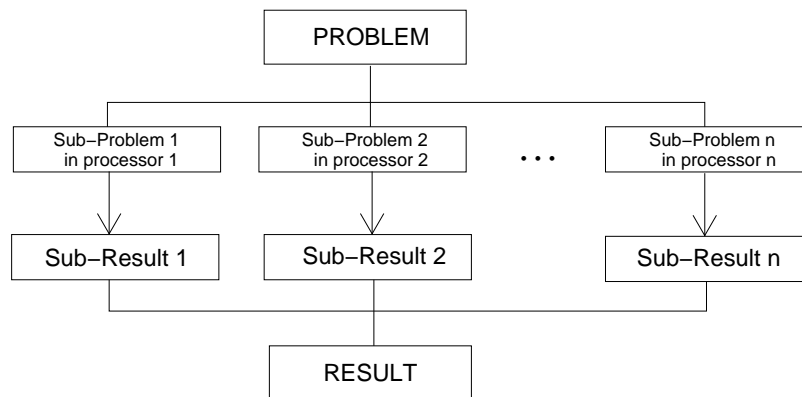 PROBLEM
Sub−Problem 1
in processor 1
Sub−Problem 2
in processor 2
...
Sub−Problem n
in processor n
Sub−Result 1
Sub−Result 2
Sub−Result n
RESULT